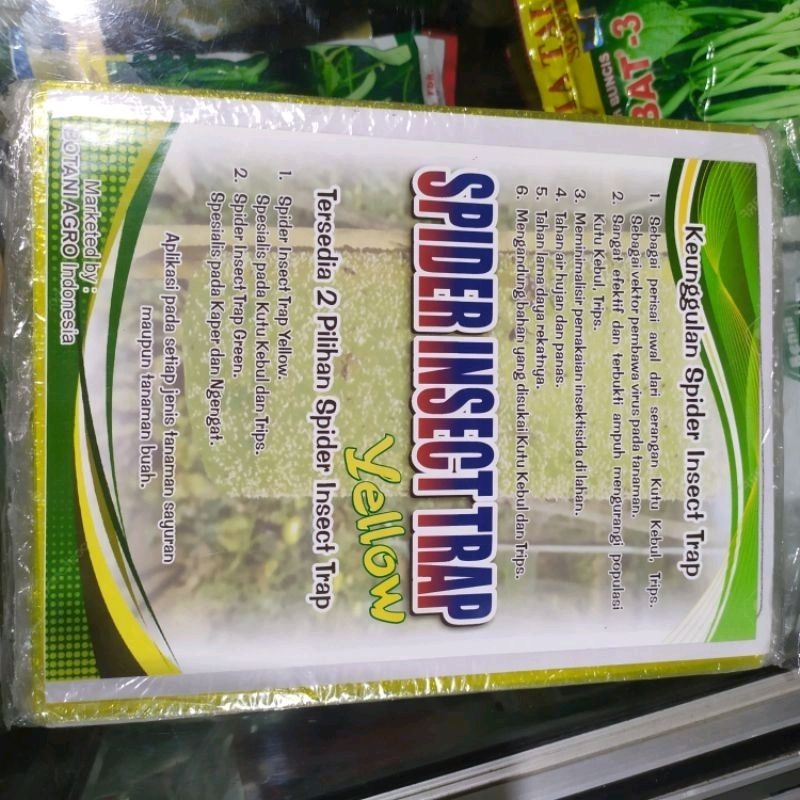 Keunggulan Spider Insect Trap
1. Sebagai perisai awal dari serangan Kutu Kebul, Trips.
Sebagai vektor pembawa virus pada tanaman.
2. Sangat efektif dan terbukti ampuh mengurangi populasi
Kutu Kebul, Trips.
3. Meminimalisir pemakaian insektisida di lahan.
4. Tahan air hujan dan panas.
5. Tahan lama daya rekatnya.
6. Mengandung bahan yang disukai Kutu Kebul dan Trips.
SPIDER INSECT TRAP
Yellow
Tersedia 2 Pilihan Spider Insect Trap
1. Spider Insect Trap Yellow.
Spesialis pada Kutu Kebul dan Trips.
2. Spider Insect Trap Green.
Spesialis pada Kaper dan Ngengat.
Aplikasi pada setiap jenis tanaman sayuran
maupun tanaman buah.
Marketed by :
BOTANI AGRO Indonesia
BAT-3
BUNCIS